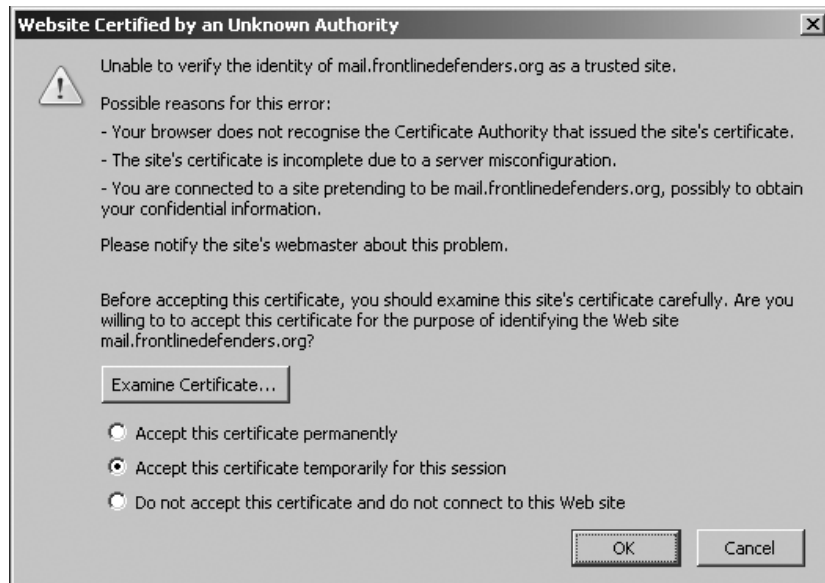 Website Certified by an Unknown Authority
Unable to verify the identity of mail.frontlinedefenders.org as a trusted site.
Possible reasons for this error:
- Your browser does not recognise the Certificate Authority that issued the site's certificate.
- The site's certificate is incomplete due to a server misconfiguration.
- You are connected to a site pretending to be mail.frontlinedefenders.org, possibly to obtain
your confidential information.
Please notify the site's webmaster about this problem.
Before accepting this certificate, you should examine this site's certificate carefully. Are you
willing to to accept this certificate for the purpose of identifying the Web site
mail.frontlinedefenders.org?
Examine Certificate...
Accept this certificate permanently
Accept this certificate temporarily for this session
Do not accept this certificate and do not connect to this Web site
OK Cancel